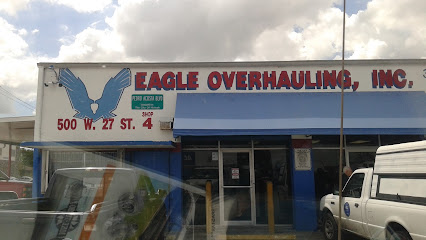 EAGLE OVERHAULING, INC.
500 W. 27 ST.
SHOP
4